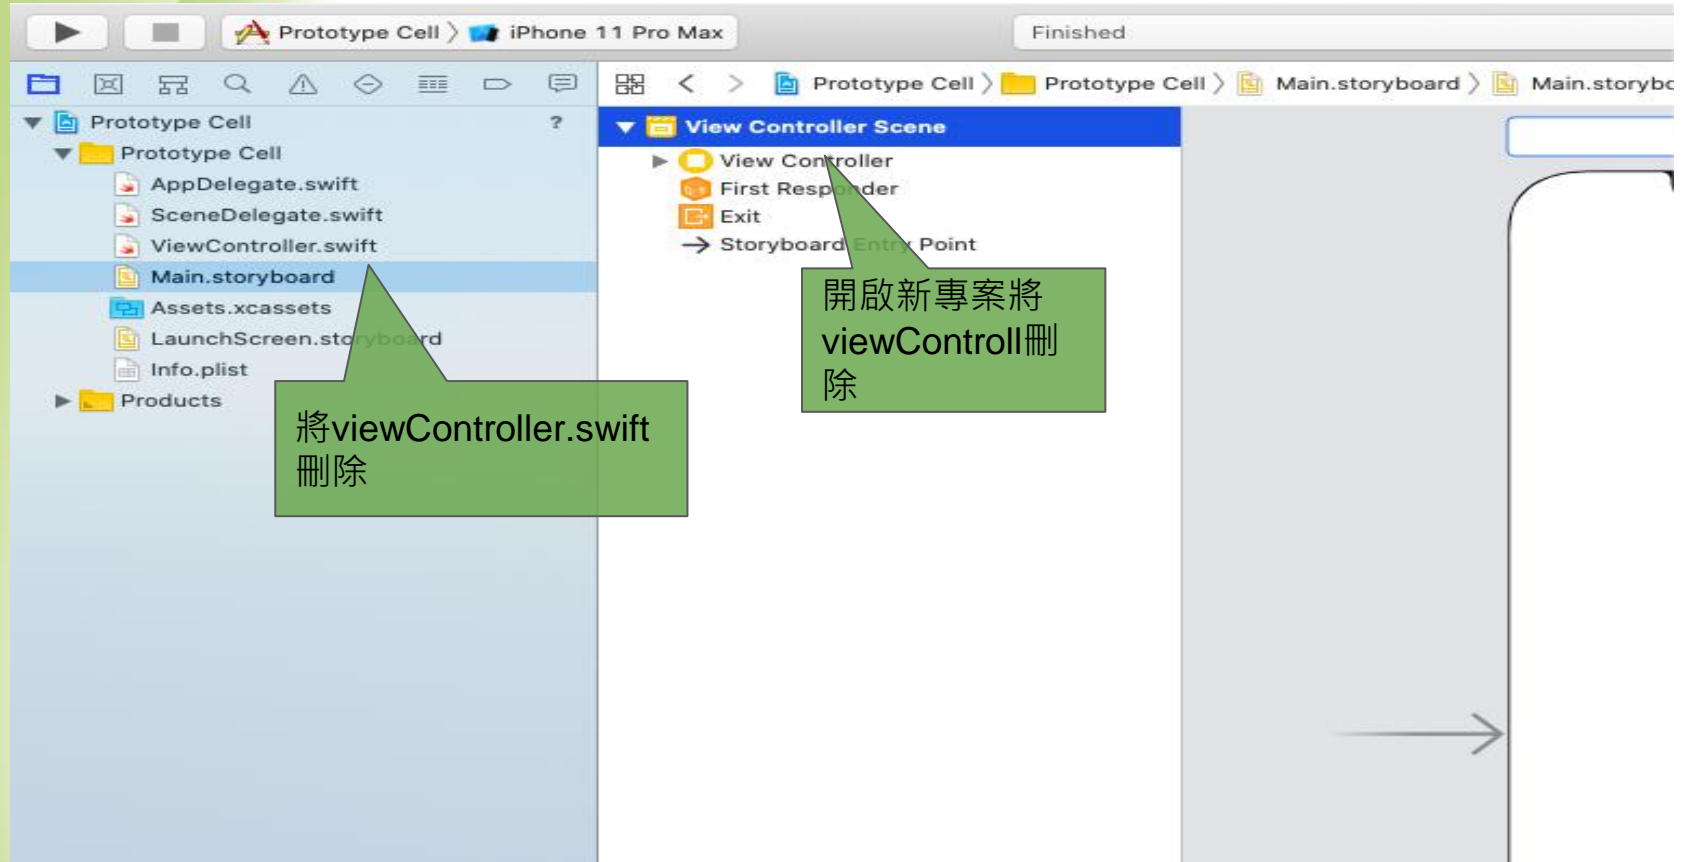 Prototype Cell 〉 iPhone 11 Pro Max
Finished
Prototype Cell 〉 Prototype Cell 〉 Main.storyboard 〉 Main.storybo
Prototype Cell ?
Prototype Cell
AppDelegate.swift
SceneDelegate.swift
ViewController.swift
Main.storyboard
Assets.xcassets
LaunchScreen.storyboard
Info.plist
Products
View Controller Scene
View Controller
First Responder
Exit
Storyboard Entry Point
開啟新專案將
viewControll刪
除
將viewController.swift
刪除